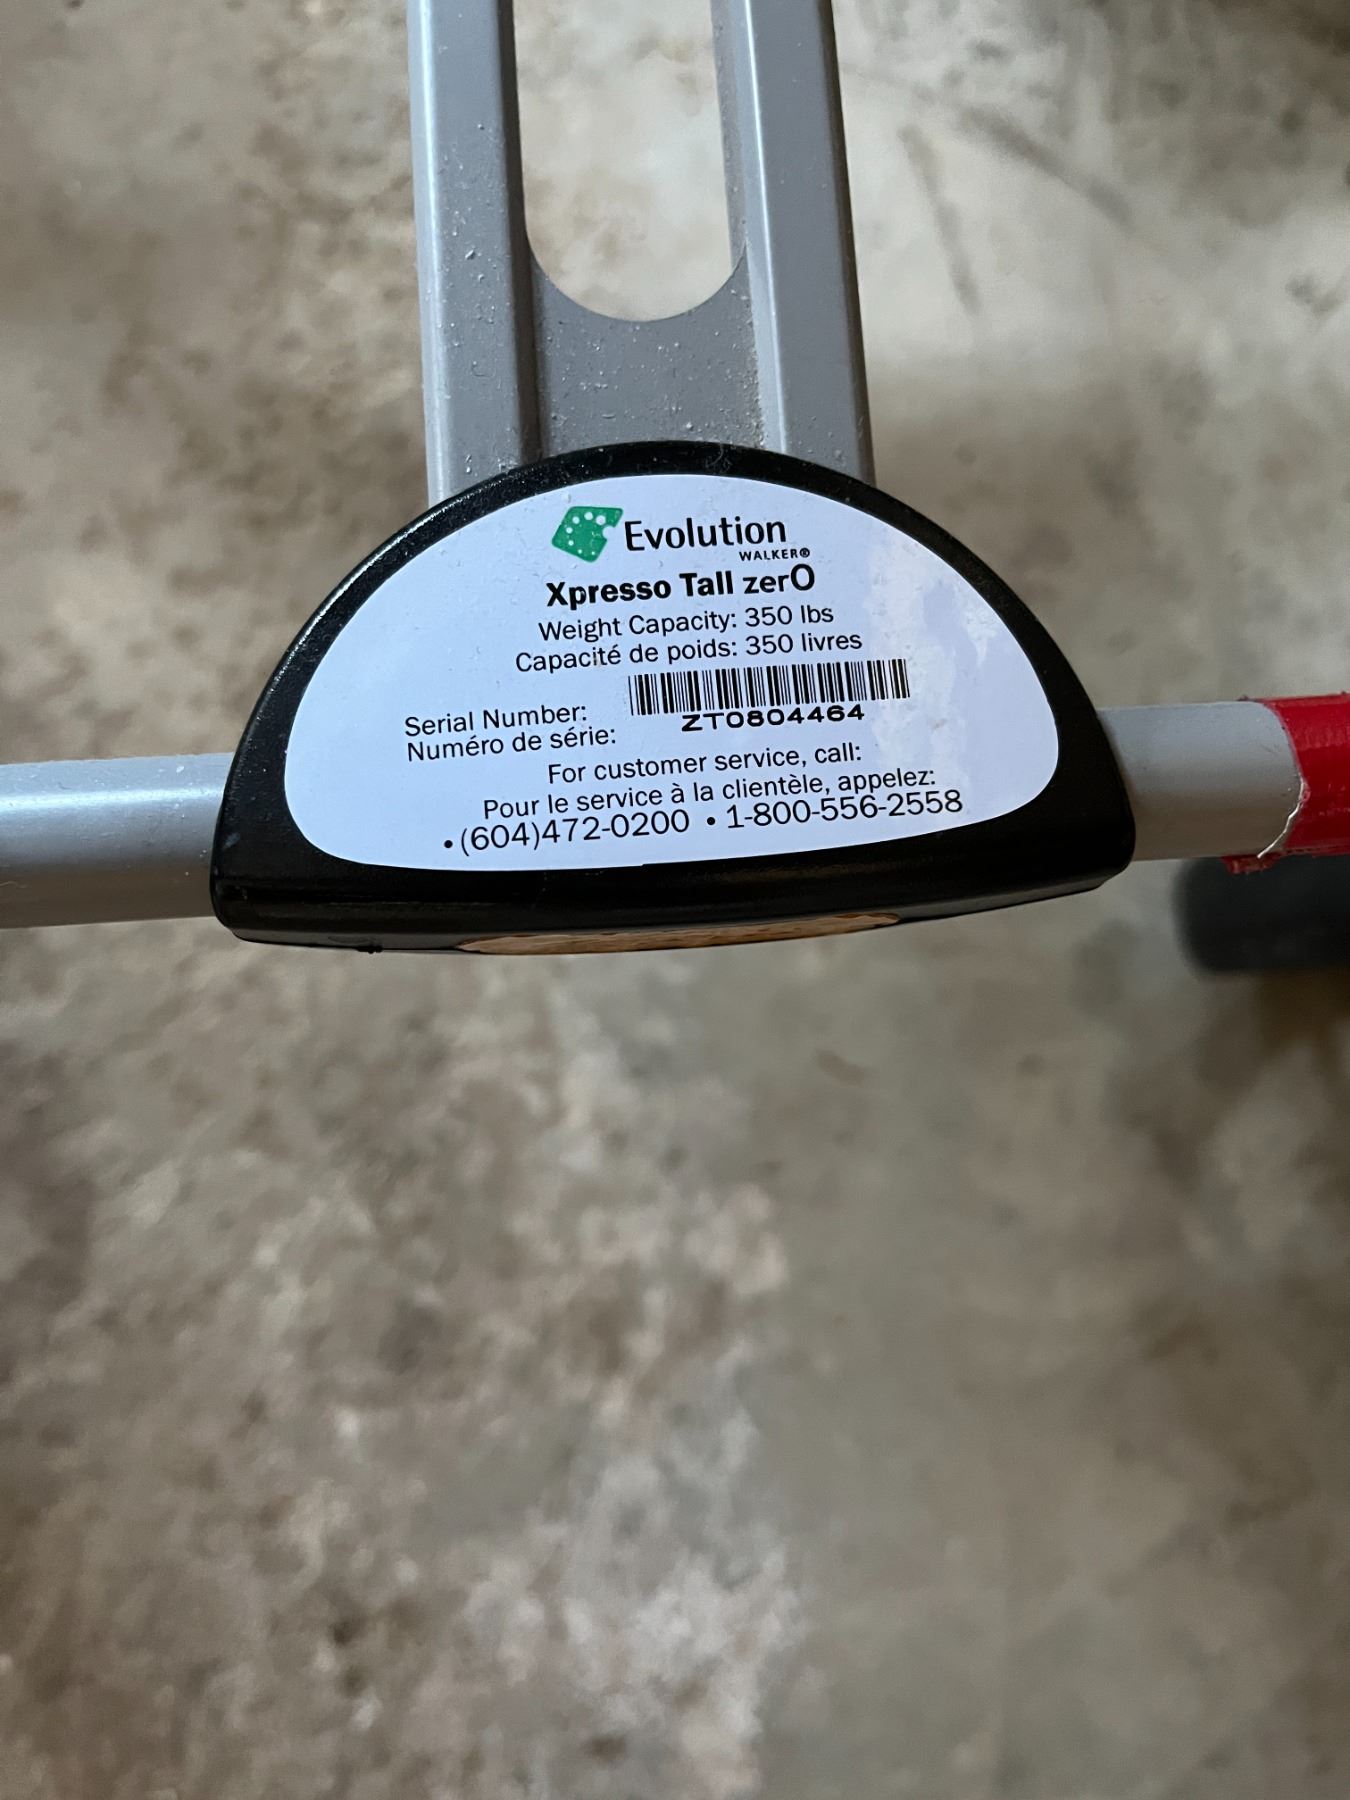 Evolution
WALKER®
Xpresso Tall zerO
Weight Capacity: 350 lbs
Capacité de poids: 350 livres
Serial Number:
Numéro de série:
ZT0804464
For customer service, call:
Pour le service à la clientèle, appelez:
•(604)472-0200 • 1-800-556-2558